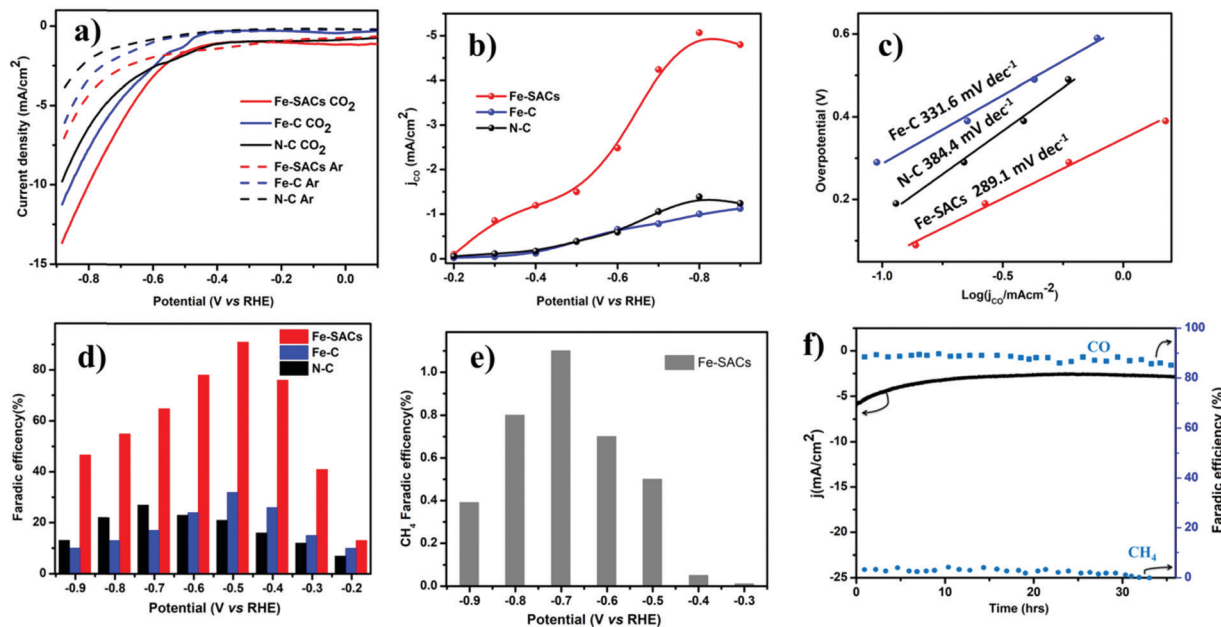 a)
Current density (mA/cm²)
0
-5
-10
-15
Fe-SACs CO₂
Fe-C CO₂
N-C CO₂
Fe-SACs Ar
Fe-C Ar
N-C Ar
-0.8 -0.6 -0.4 -0.2 0.0
Potential (V vs RHE)
b)
j_CO (mA/cm²)
-5
-4
-3
-2
-1
0
Fe-SACs
Fe-C
N-C
-0.2 -0.3 -0.4 -0.5 -0.6 -0.7 -0.8
Potential (V vs RHE)
c)
Overpotential (V)
0.6
0.4
0.2
Fe-C 331.6 mV dec⁻¹
N-C 384.4 mV dec⁻¹
Fe-SACs 289.1 mV dec⁻¹
-1.0 -0.5 0.0
Log(j_CO/mAcm⁻²)
d)
Faradic efficency(%)
80
60
40
20
0
Fe-SACs
Fe-C
N-C
-0.9 -0.8 -0.7 -0.6 -0.5 -0.4 -0.3 -0.2
Potential (V vs RHE)
e)
CH₄ Faradic efficency(%)
1.0
0.8
0.6
0.4
0.2
0.0
Fe-SACs
-0.9 -0.8 -0.7 -0.6 -0.5 -0.4 -0.3
Potential (V vs RHE)
f)
j(mA/cm²)
0
-5
-10
-15
-20
-25
CO
CH₄
100
80
60
40
20
0
Faradic efficiency (%)
0 10 20 30
Time (hrs)